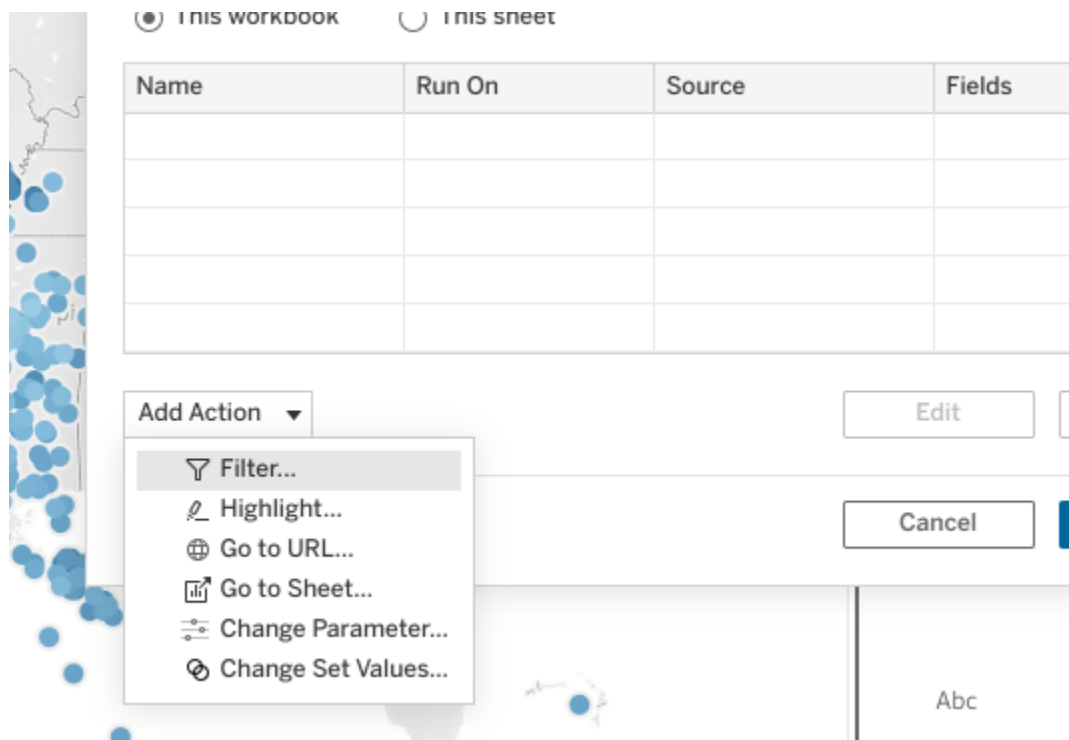 This workbook This sheet
Name Run On Source Fields
Add Action Edit
Filter...
Highlight...
Go to URL...
Cancel
Go to Sheet...
Change Parameter...
Change Set Values...
Abc